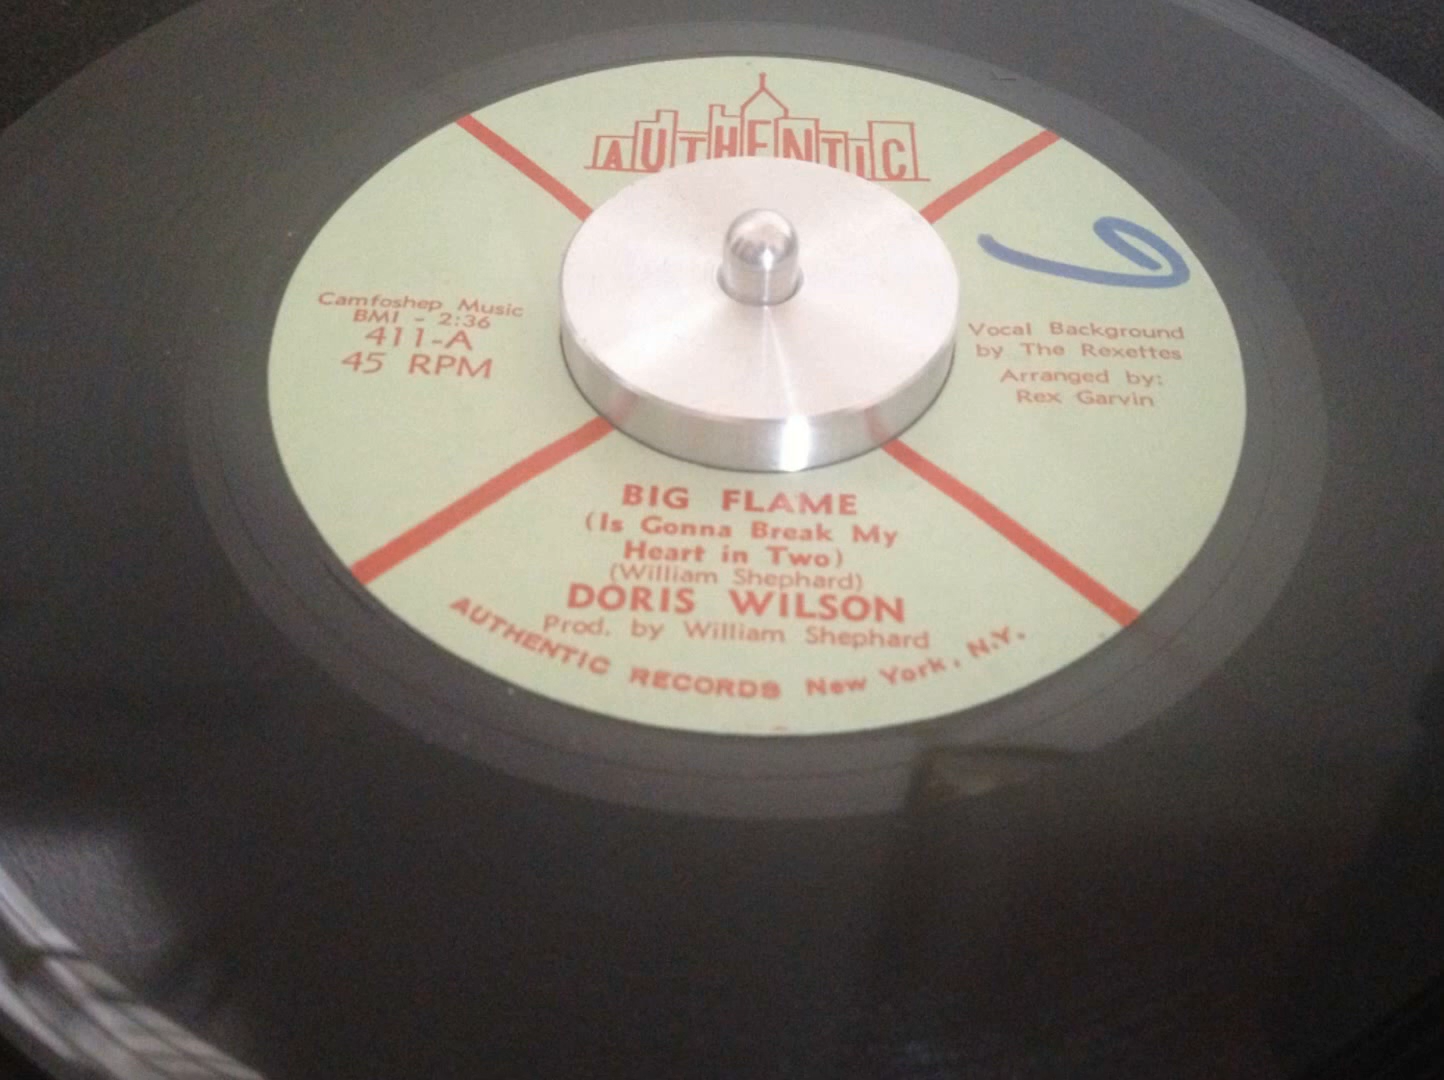 AUTHENTIC
Camfoshep Music
BMI - 2:36
411-A
45 RPM
6
Vocal Background
by The Rexettes
Arranged by:
Rex Garvin
BIG FLAME
(Is Gonna Break My
Heart in Two)
(William Shephard)
DORIS WILSON
Prod. by William Shephard
AUTHENTIC RECORDS New York, N.Y.